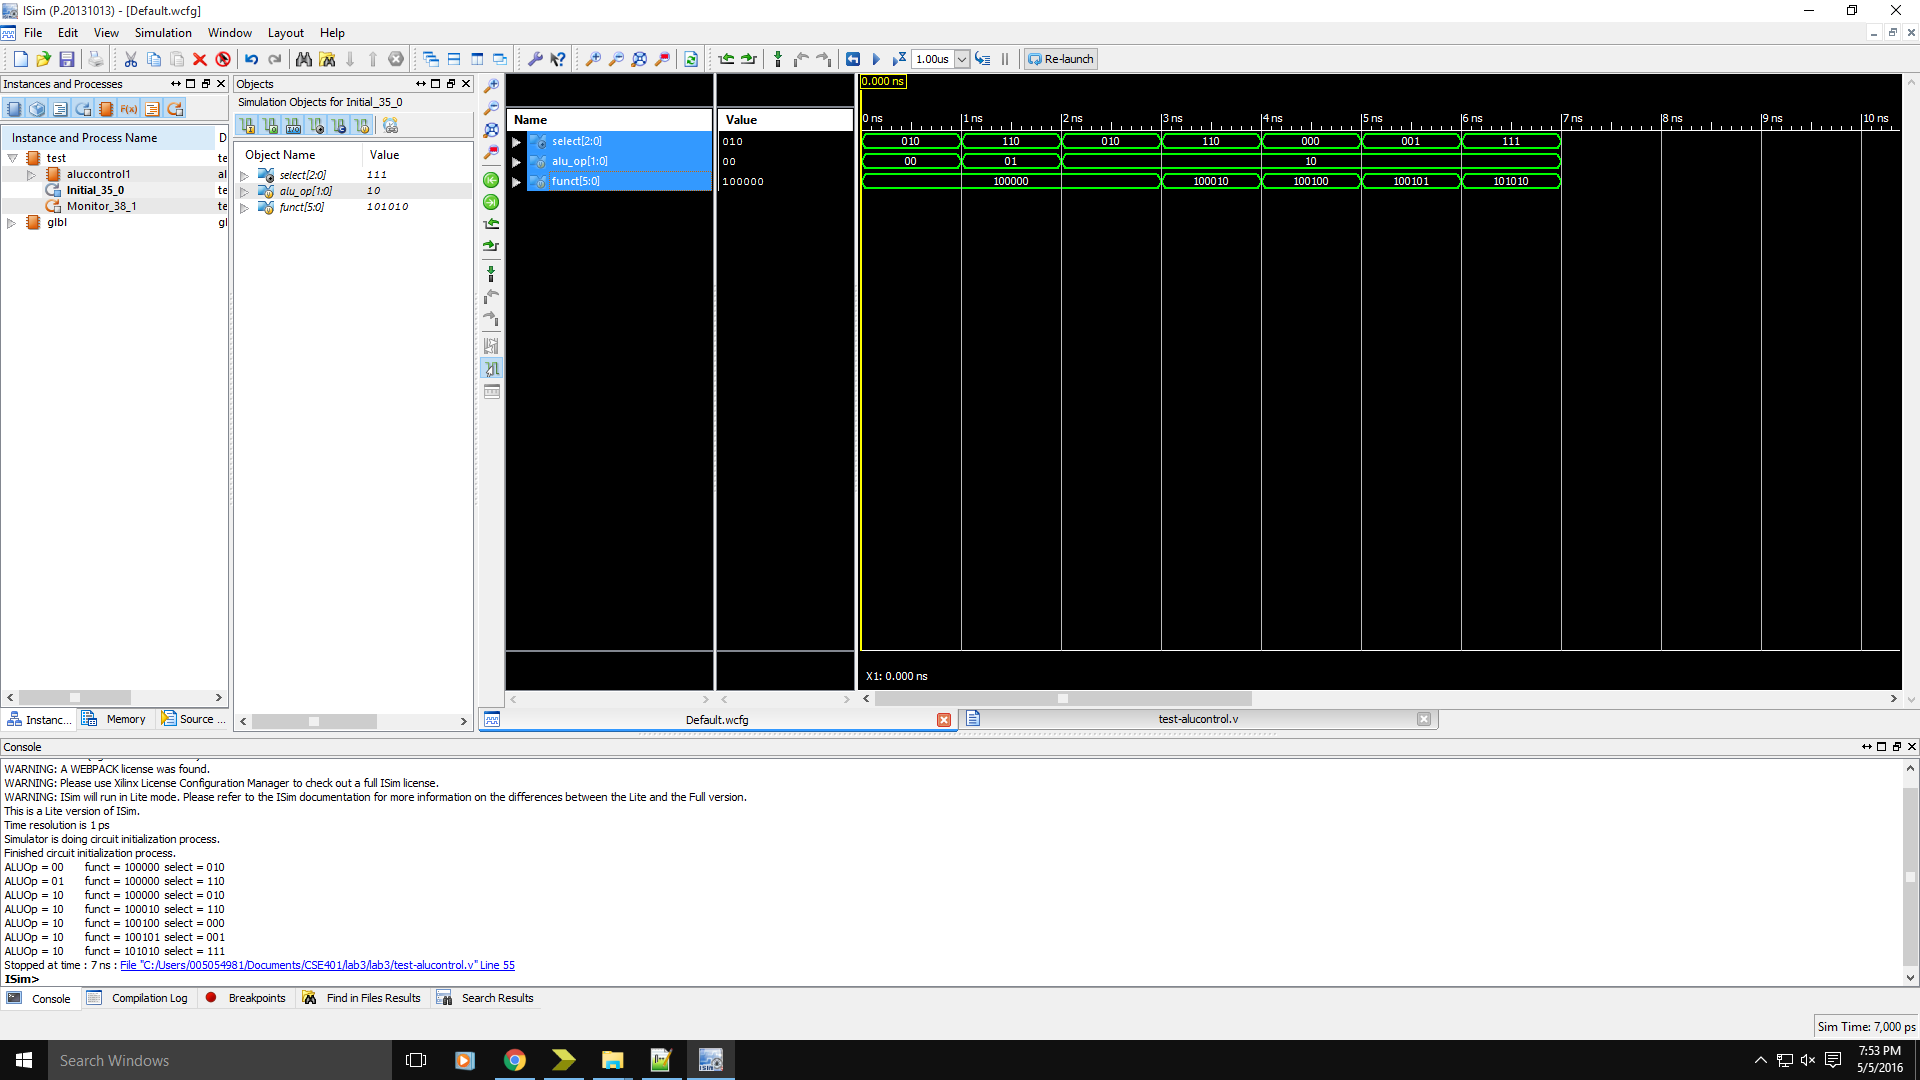 ISim (P.20131013) - [Default.wcfg]
File Edit View Simulation Window Layout Help
1.00us Re-launch
Instances and Processes
Instance and Process Name D
test te
aluccontrol1 al
Initial_35_0 te
Monitor_38_1 te
glbl gl
Instanc... Memory Source ...
Objects
Simulation Objects for Initial_35_0
Object Name Value
select[2:0] 111
alu_op[1:0] 10
funct[5:0] 101010
Name Value
select[2:0] 010
alu_op[1:0] 00
funct[5:0] 100000
0.000 ns
0 ns 1 ns 2 ns 3 ns 4 ns 5 ns 6 ns 7 ns 8 ns 9 ns 10 ns
010 110 010 110 000 001 111
00 01 10
100000 100010 100100 100101 101010
X1: 0.000 ns
Default.wcfg test-alucontrol.v
Console
WARNING: A WEBPACK license was found.
WARNING: Please use Xilinx License Configuration Manager to check out a full ISim license.
WARNING: ISim will run in Lite mode. Please refer to the ISim documentation for more information on the differences between the Lite and the Full version.
This is a Lite version of ISim.
Time resolution is 1 ps
Simulator is doing circuit initialization process.
Finished circuit initialization process.
ALUOp = 00 funct = 100000 select = 010
ALUOp = 01 funct = 100000 select = 110
ALUOp = 10 funct = 100000 select = 010
ALUOp = 10 funct = 100010 select = 110
ALUOp = 10 funct = 100100 select = 000
ALUOp = 10 funct = 100101 select = 001
ALUOp = 10 funct = 101010 select = 111
Stopped at time : 7 ns : File "C:/Users/005054981/Documents/CSE401/lab3/lab3/test-alucontrol.v" Line 55
ISim>
Console Compilation Log Breakpoints Find in Files Results Search Results
Sim Time: 7,000 ps
Search Windows
7:53 PM
5/5/2016